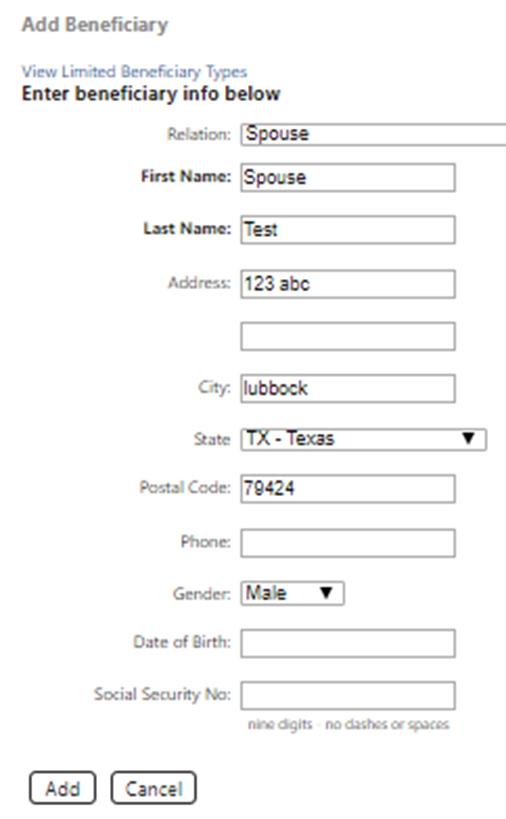 Add Beneficiary
View Limited Beneficiary Types
Enter beneficiary info below
Relation: Spouse
First Name: Spouse
Last Name: Test
Address: 123 abc
City: lubbock
State TX - Texas
Postal Code: 79424
Phone:
Gender: Male
Date of Birth:
Social Security No:
nine digits - no dashes or spaces
Add Cancel